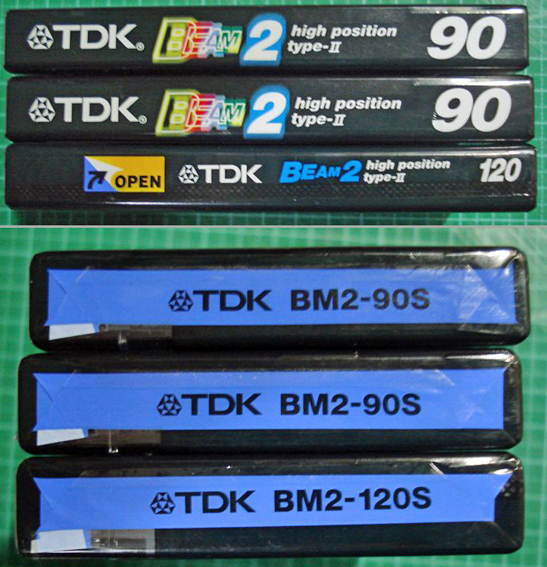 TDK® BEAM 2 high position type-II 90
TDK® BEAM 2 high position type-II 90
OPEN TDK BEAM 2 high position type-II 120
TDK BM2-90S
TDK BM2-90S
TDK BM2-120S